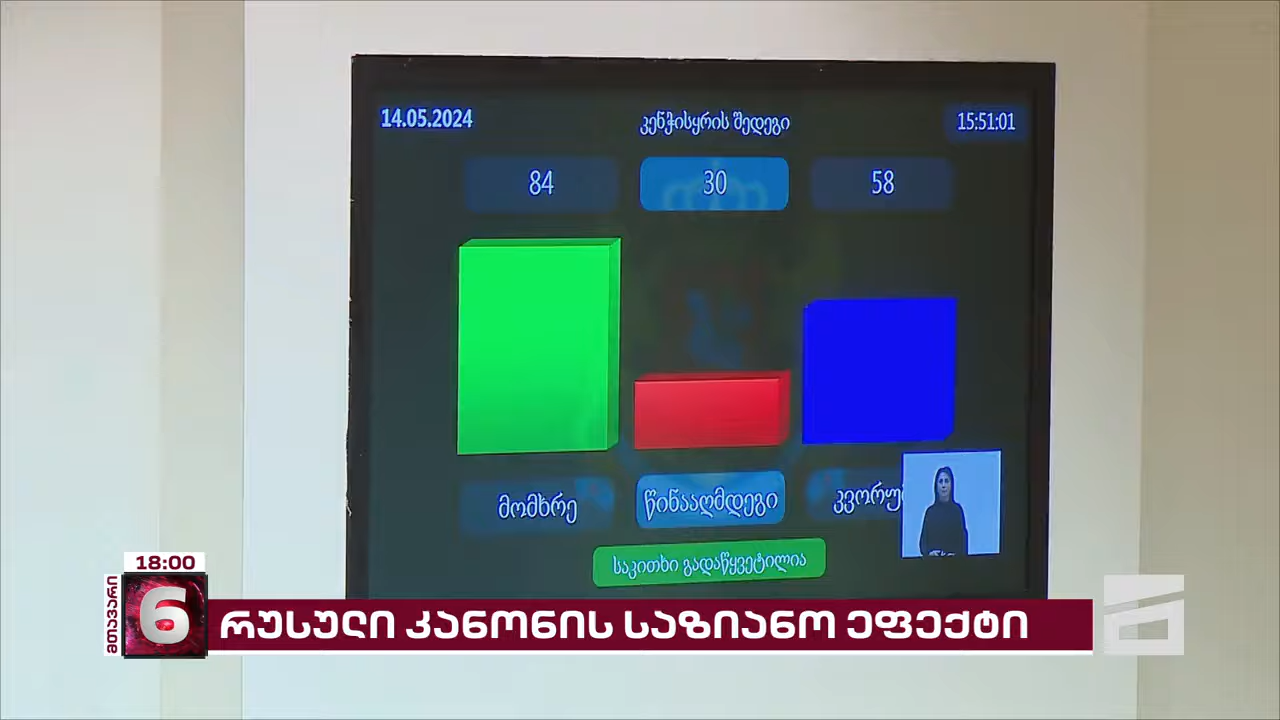 14.05.2024
კენჭისყრის შედეგი
15:51:01
84
30
58
მომხრე
წინააღმდეგი
კვორუ
საკითხი გადაწყვეტილია
18:00
მთავარი
6
რუსული კანონის საზიანო ეფექტი